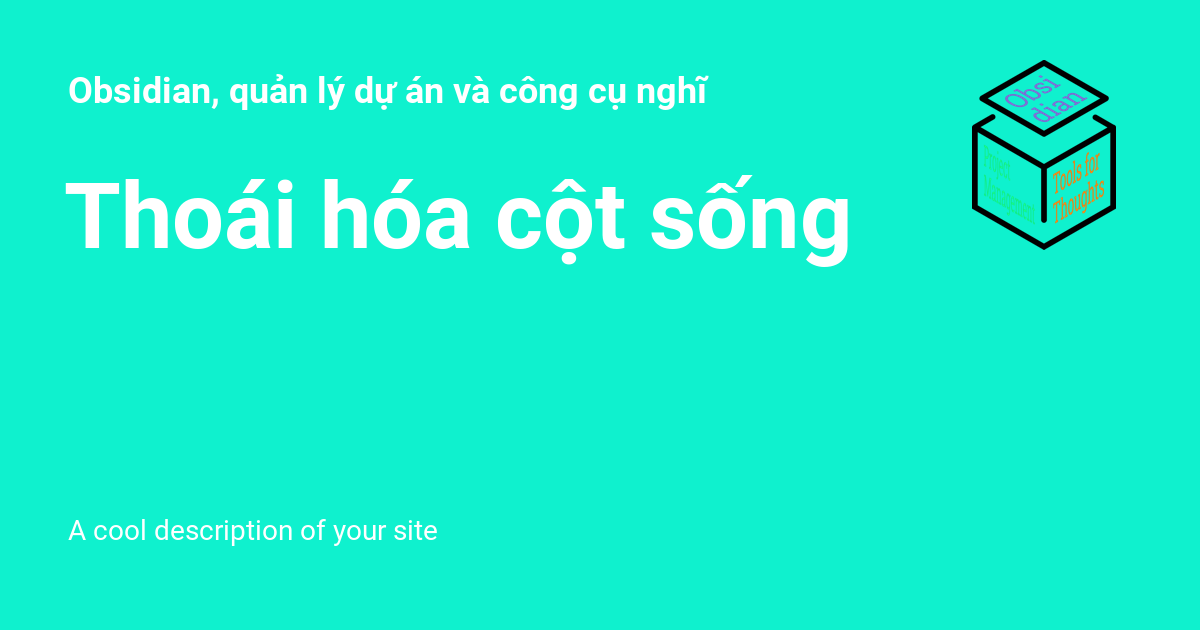 Obsidian, quản lý dự án và công cụ nghĩ
Thoái hóa cột sống
Obsi
dian
Project
Management
Tools for
Thoughts
A cool description of your site